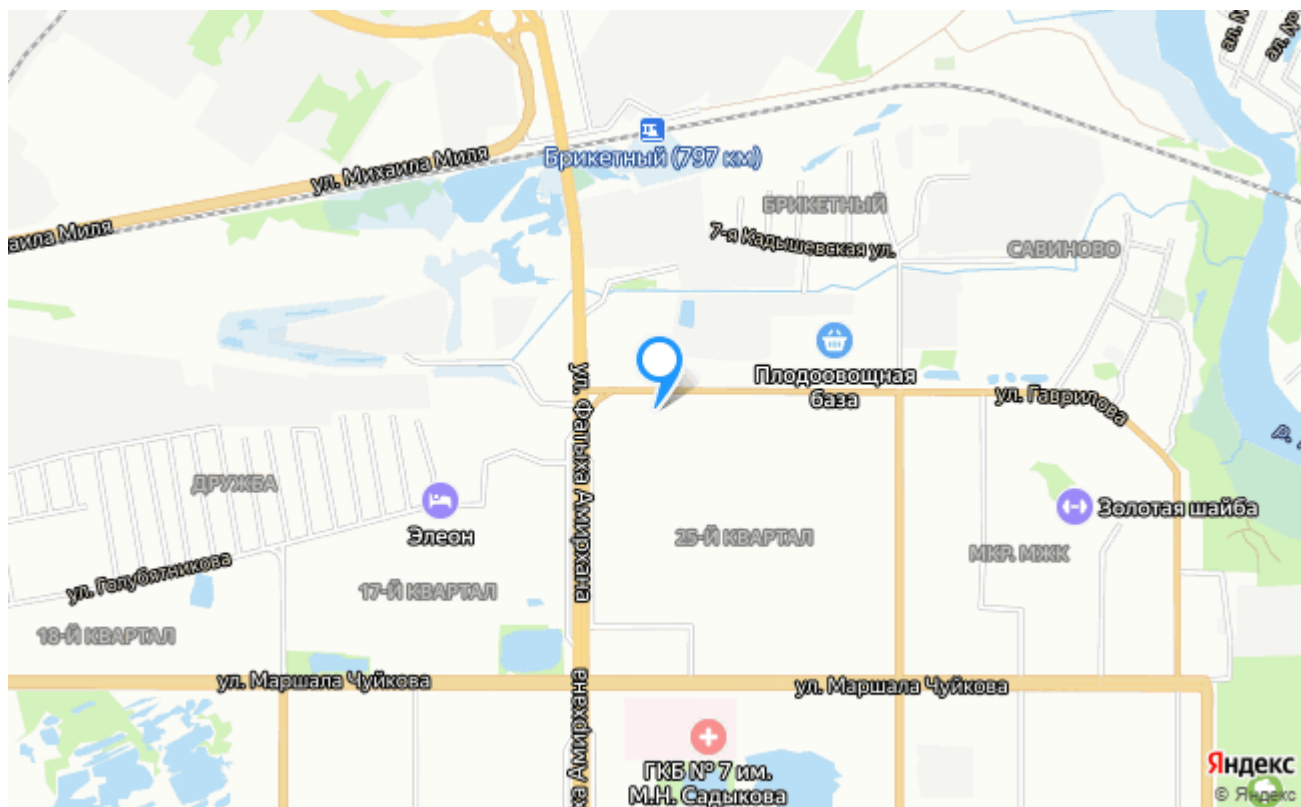 ул. Михаила Миля
Брикетный (797 км)
аила Миля
БРИКЕТНЫЙ
7-я Кадышевская ул.
САВИНОВО
Плодоовощная
база
ул. Гаврилова
ул. Фатыха Амирхана
ДРУЖБА
Элеон
25-Й КВАРТАЛ
Золотая шайба
МКР. МЖК
ул. Голубятникова
17-Й КВАРТАЛ
18-Й КВАРТАЛ
ул. Маршала Чуйкова
ул. Маршала Чуйкова
ха Амирхана
ГКБ № 7 им.
М.Н. Садыкова
Яндекс
© Яндекс